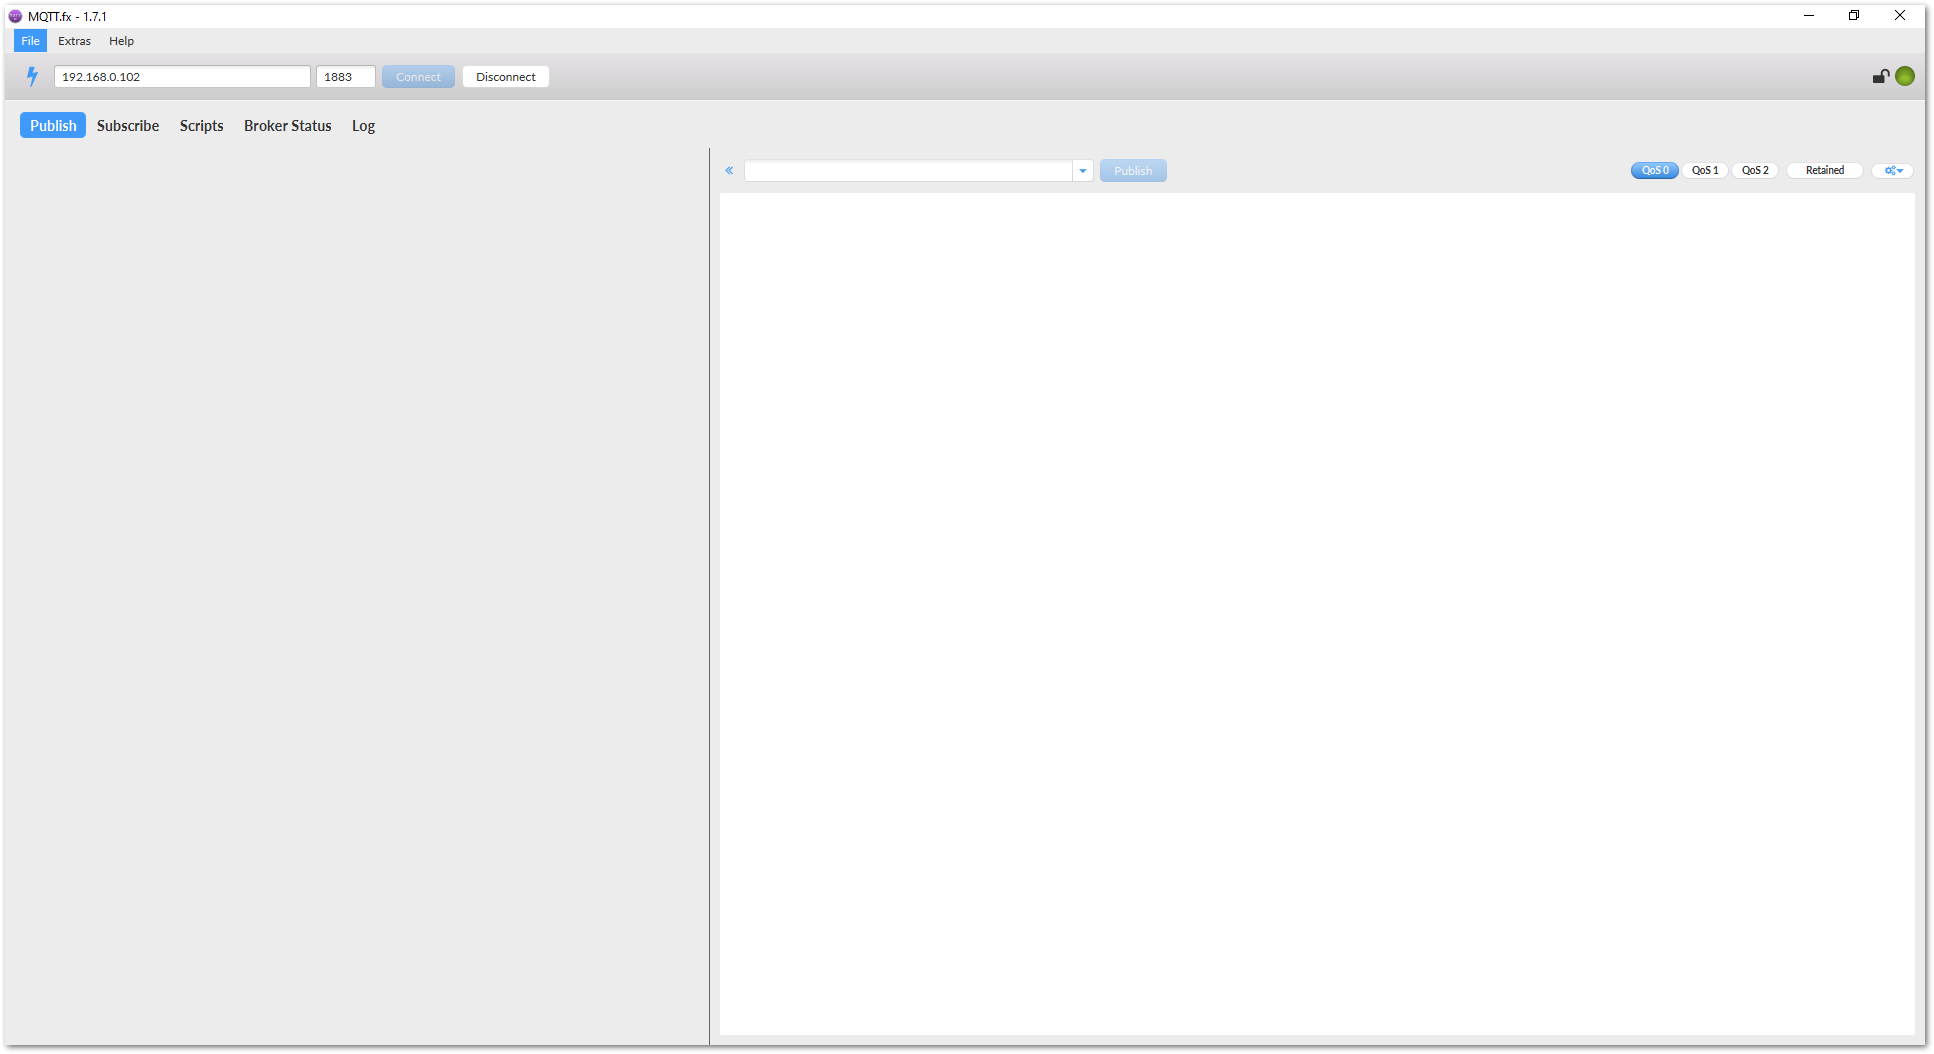 MQTT.fx - 1.7.1
File Extras Help
192.168.0.102 1883 Connect Disconnect
Publish Subscribe Scripts Broker Status Log
Publish QoS 0 QoS 1 QoS 2 Retained